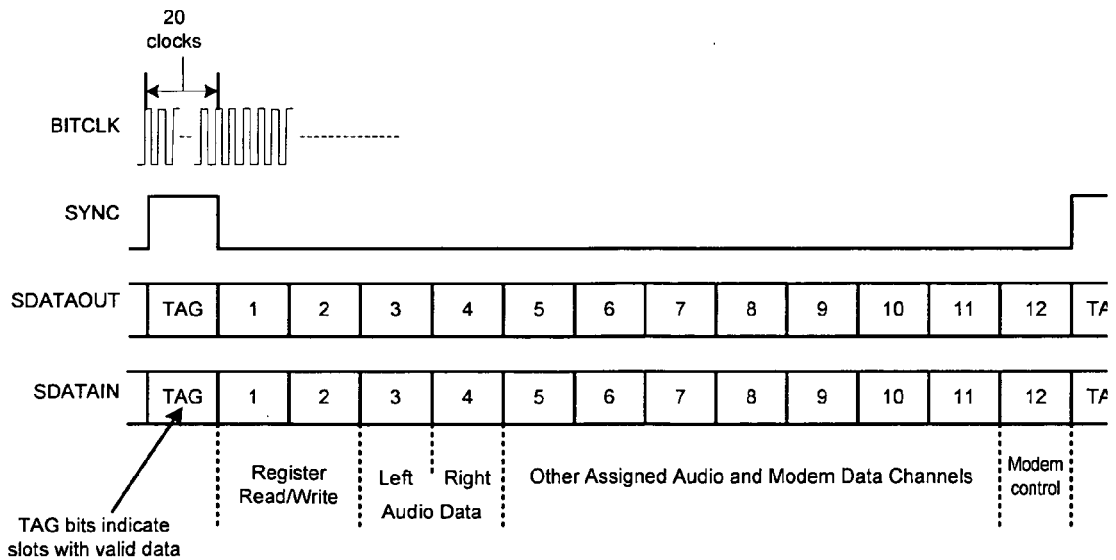 20
clocks
BITCLK
SYNC
SDATAOUT TAG 1 2 3 4 5 6 7 8 9 10 11 12 TA
SDATAIN TAG 1 2 3 4 5 6 7 8 9 10 11 12 TA
Register
Read/Write
Left Right
Audio Data
Other Assigned Audio and Modem Data Channels
Modem
control
TAG bits indicate
slots with valid data